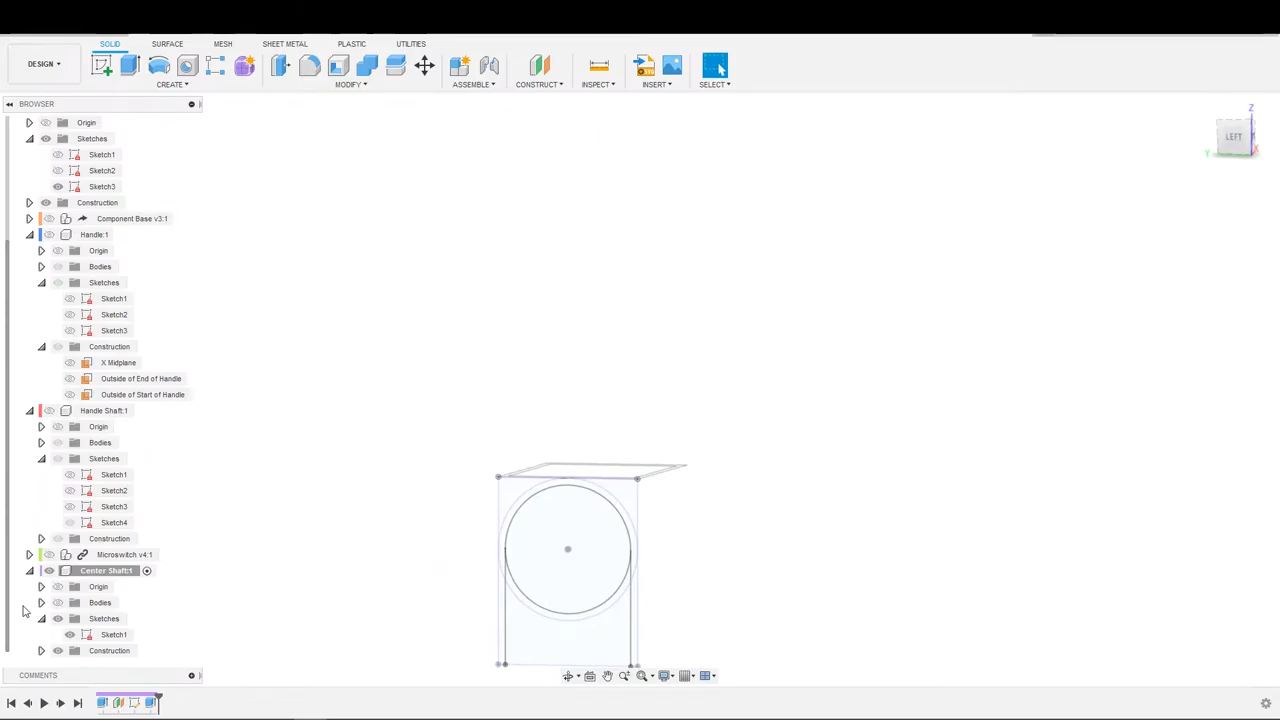 SOLID SURFACE MESH SHEET METAL PLASTIC UTILITIES
DESIGN
CREATE MODIFY ASSEMBLE CONSTRUCT INSPECT INSERT SELECT
BROWSER
Origin
Sketches
Sketch1
Sketch2
Sketch3
Construction
Component Base v3:1
Handle:1
Origin
Bodies
Sketches
Sketch1
Sketch2
Sketch3
Construction
X Midplane
Outside of End of Handle
Outside of Start of Handle
Handle Shaft:1
Origin
Bodies
Sketches
Sketch1
Sketch2
Sketch3
Sketch4
Construction
Microswitch v4:1
Center Shaft:1
Origin
Bodies
Sketches
Sketch1
Construction
COMMENTS
Z
LEFT
Y X